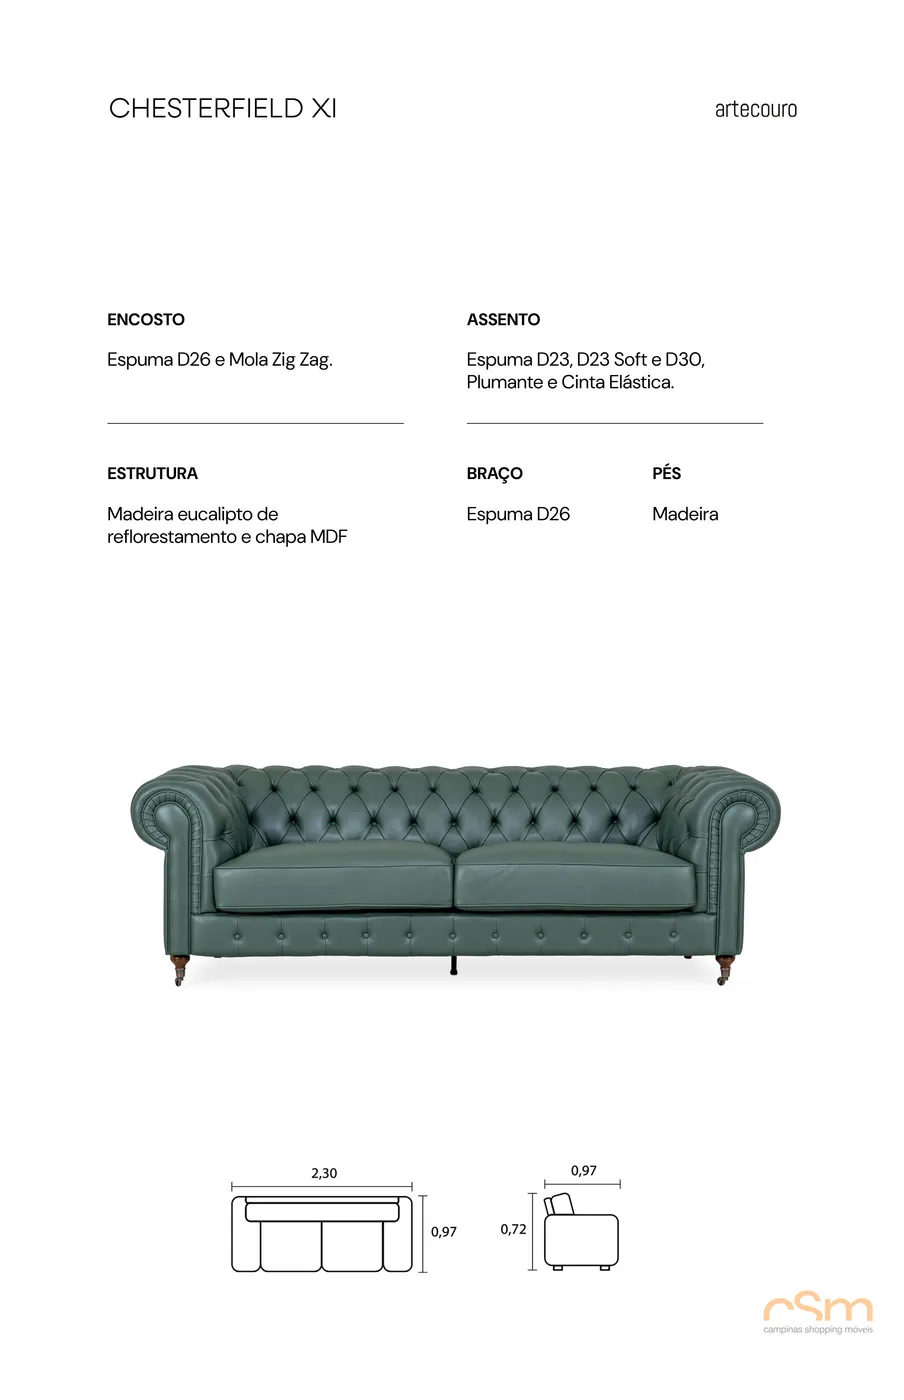 CHESTERFIELD XI
artecouro
ENCOSTO
Espuma D26 e Mola Zig Zag.
ASSENTO
Espuma D23, D23 Soft e D30,
Plumante e Cinta Elástica.
ESTRUTURA
Madeira eucalipto de
reflorestamento e chapa MDF
BRAÇO
Espuma D26
PÉS
Madeira
2,30
0,97
0,97
0,72
csm
campinas shopping móveis